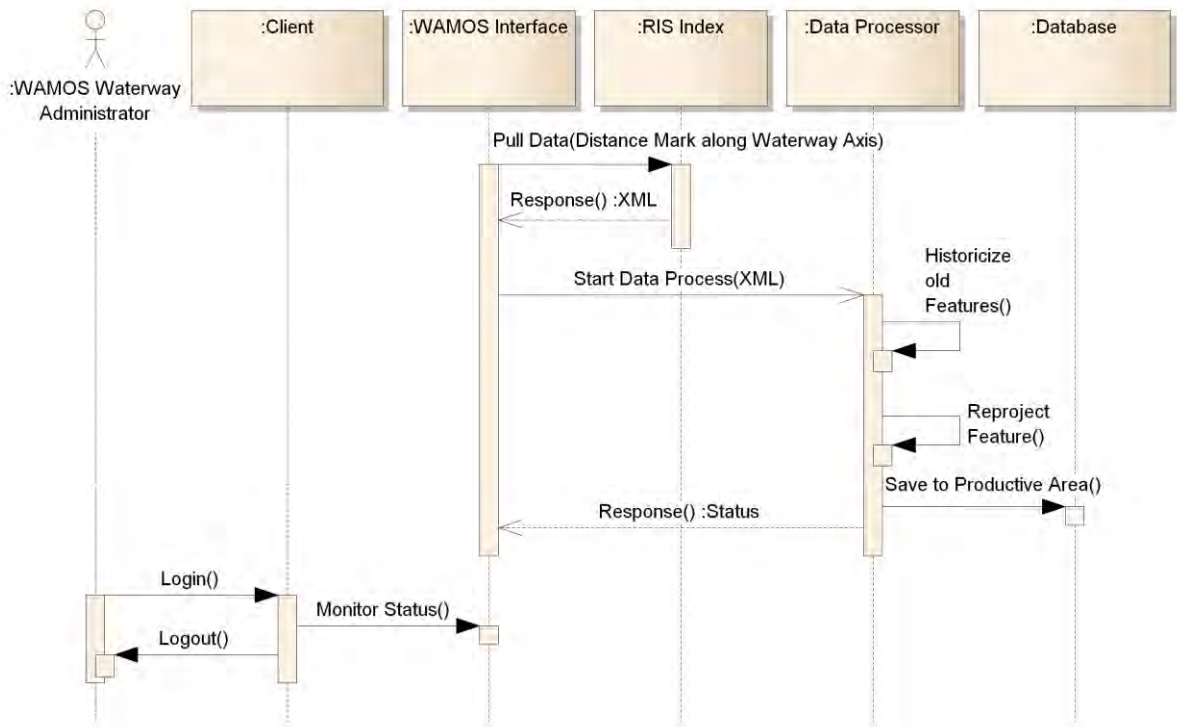 :WAMOS Waterway
Administrator
:Client
:WAMOS Interface
:RIS Index
:Data Processor
:Database
Pull Data(Distance Mark along Waterway Axis)
Response() :XML
Start Data Process(XML)
Historicize
old
Features()
Reproject
Feature()
Save to Productive Area()
Response() :Status
Login()
Monitor Status()
Logout()